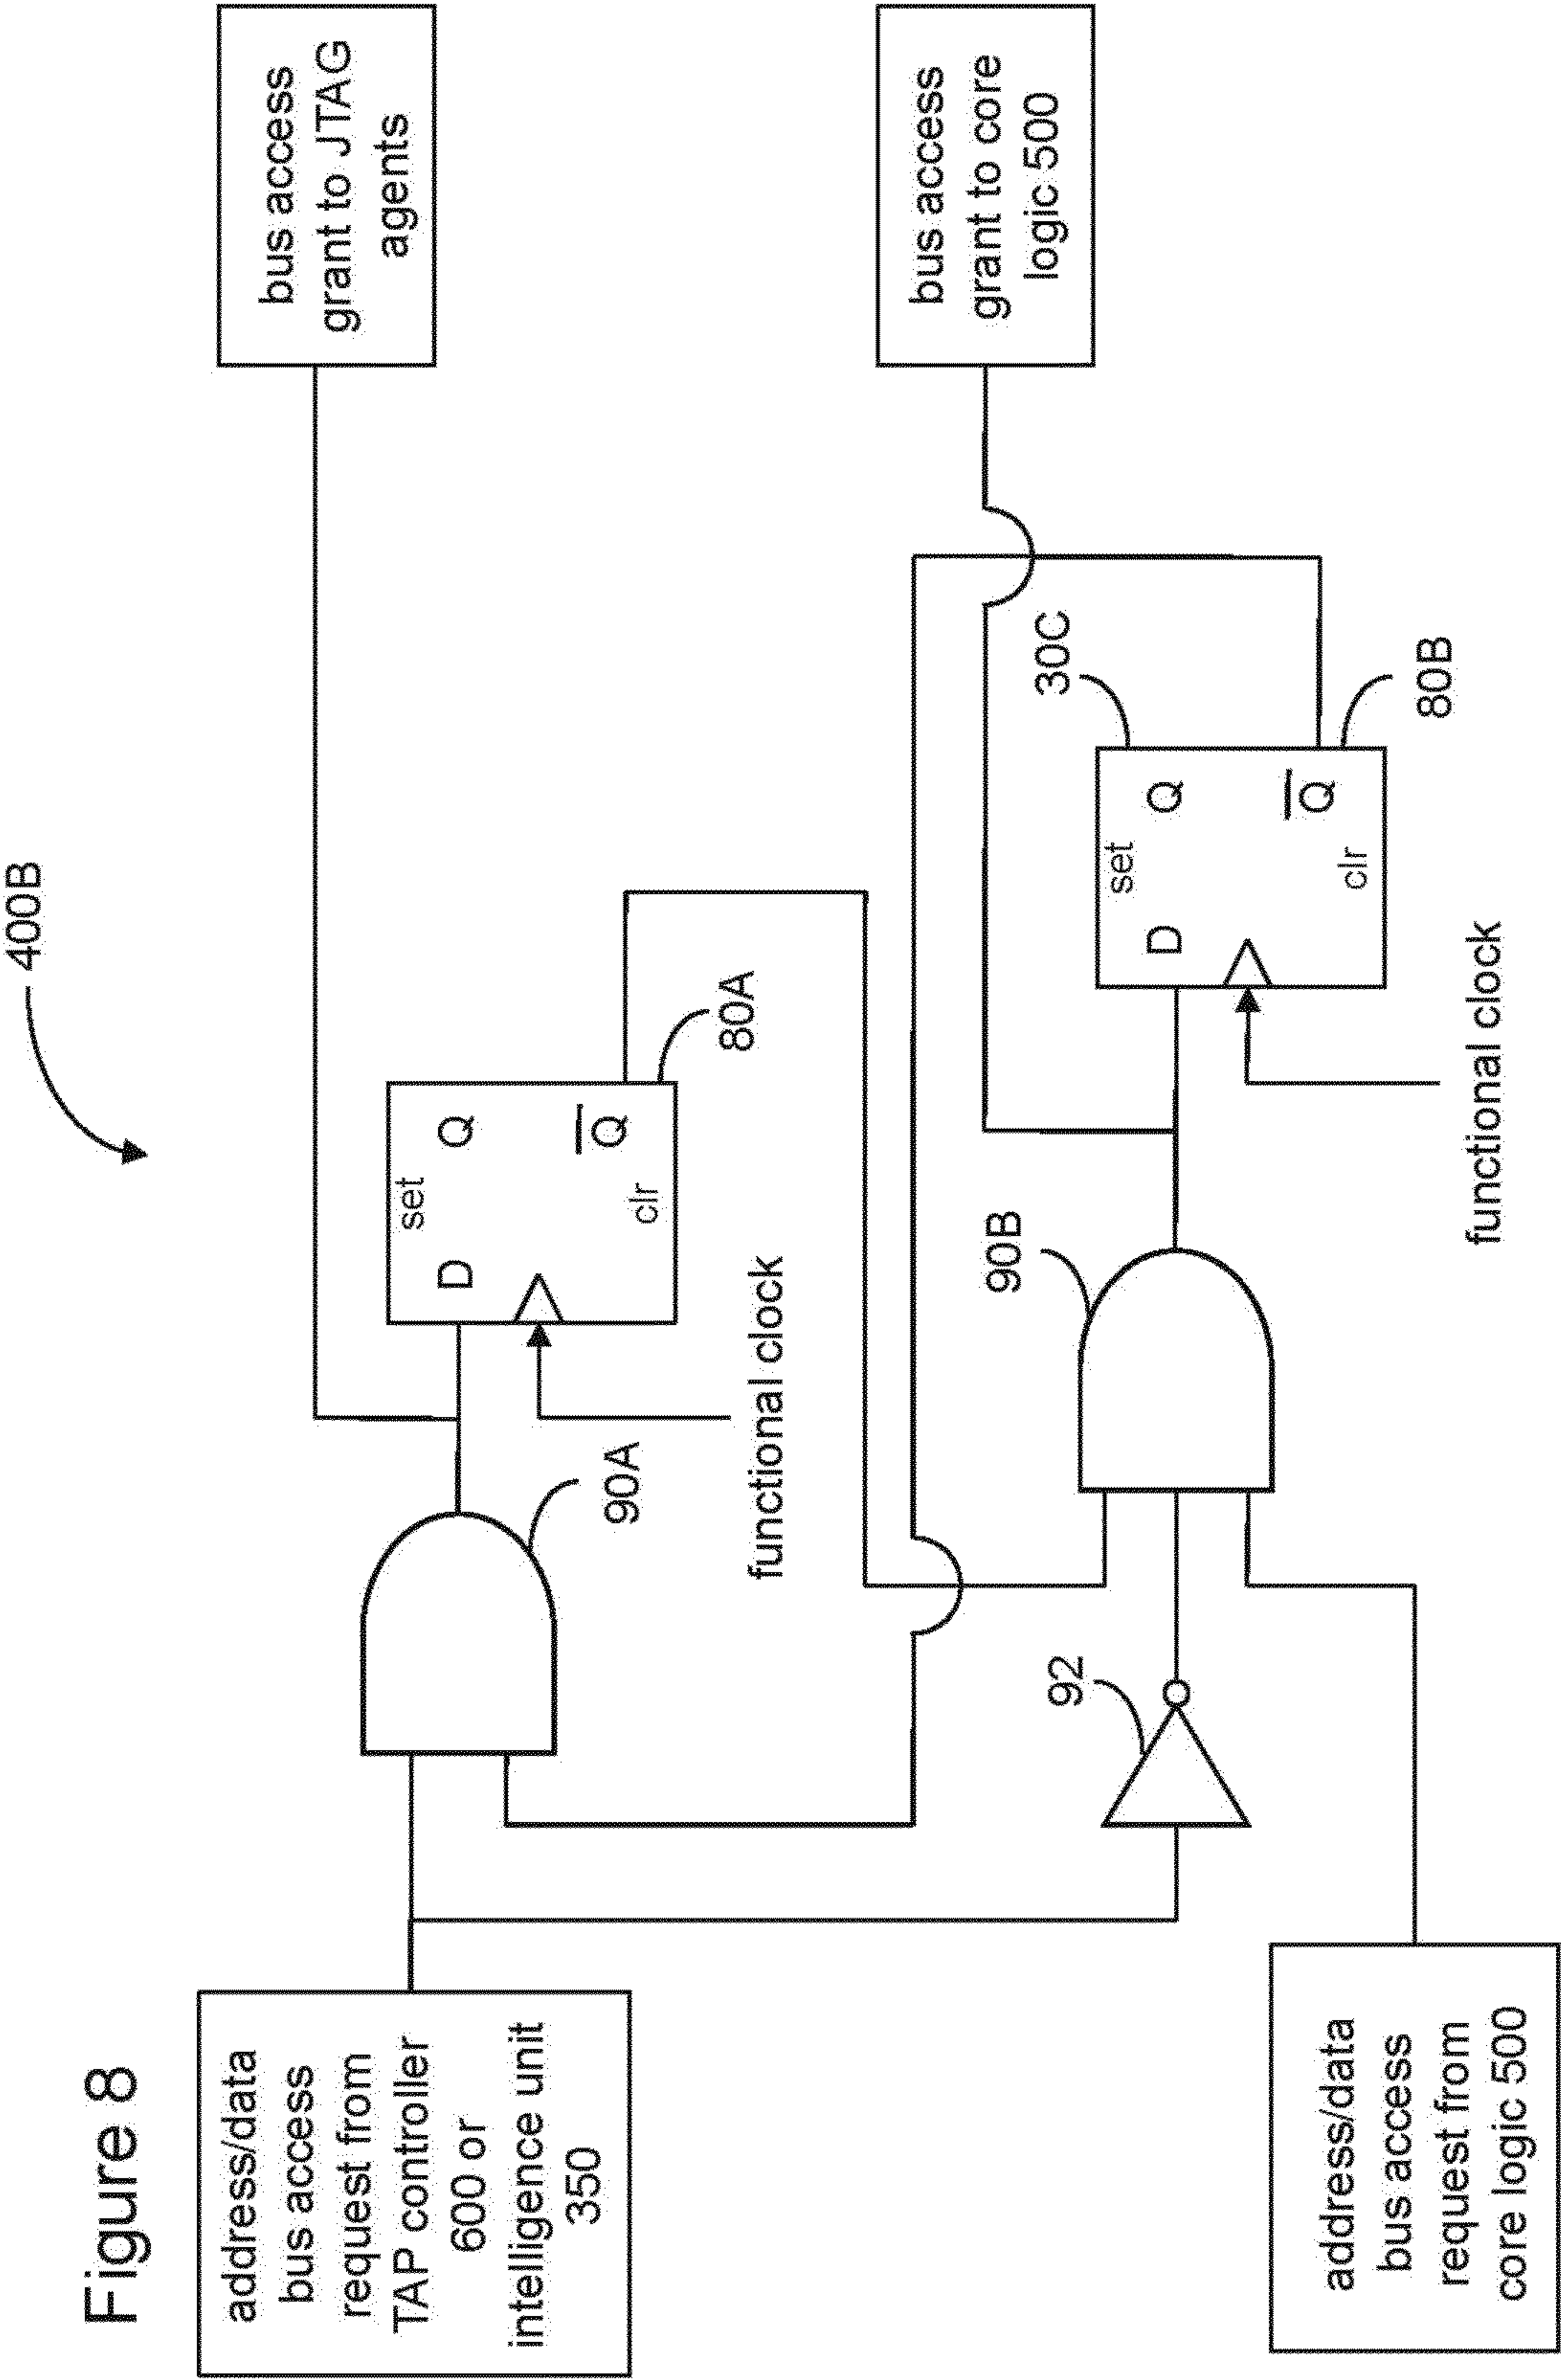 Figure 8
400B
address/data
bus access
request from
TAP controller
600 or
intelligence unit
350
90A
D
set
Q
Q
clr
80A
functional clock
bus access
grant to JTAG
agents
address/data
bus access
request from
core logic 500
92
90B
D
set
Q
Q
clr
30C
80B
functional clock
bus access
grant to core
logic 500